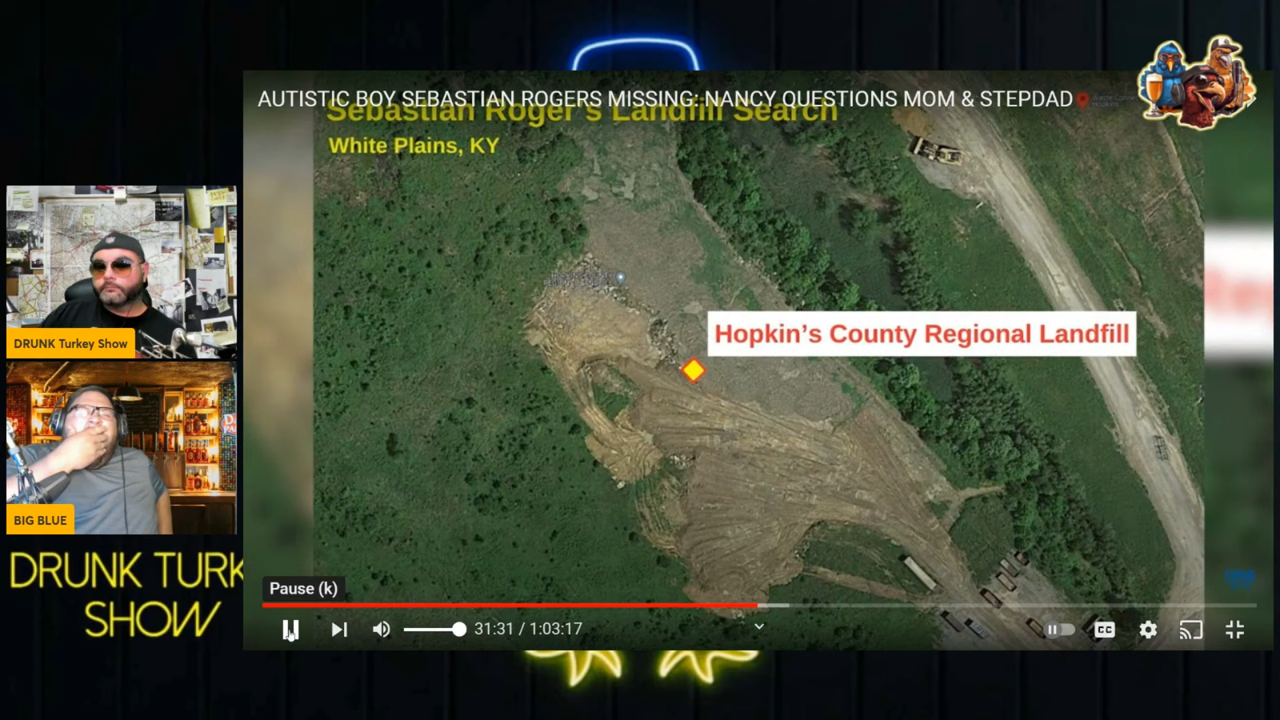 AUTISTIC BOY SEBASTIAN ROGERS MISSING: NANCY QUESTIONS MOM & STEPDAD
Sebastian Roger's Landfill Search
White Plains, KY
Hopkin's County Regional Landfill
DRUNK Turkey Show
BIG BLUE
DRUNK TURK
SHOW
Pause (k)
31:31 / 1:03:17
CC